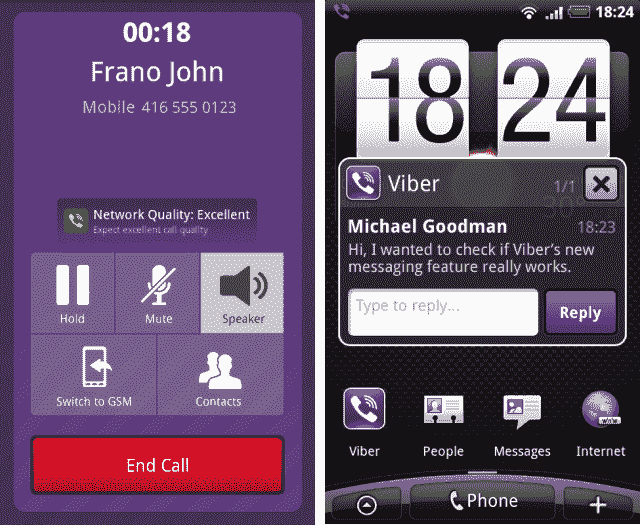 00:18
Frano John
Mobile 416 555 0123
Network Quality: Excellent
Expect excellent call quality
Hold
Mute
Speaker
Switch to GSM
Contacts
End Call
18:24
18 24
Viber
1/1
Michael Goodman 18:23
Hi, I wanted to check if Viber's new
messaging feature really works.
Type to reply...
Reply
Viber
People
Messages
Internet
Phone